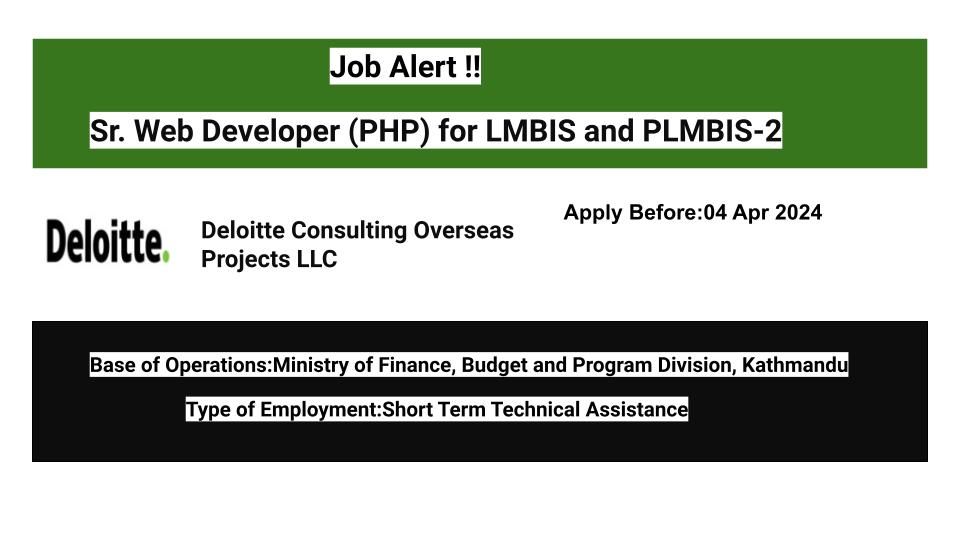 Job Alert !!
Sr. Web Developer (PHP) for LMBIS and PLMBIS-2
Apply Before:04 Apr 2024
Deloitte.
Deloitte Consulting Overseas
Projects LLC
Base of Operations:Ministry of Finance, Budget and Program Division, Kathmandu
Type of Employment:Short Term Technical Assistance